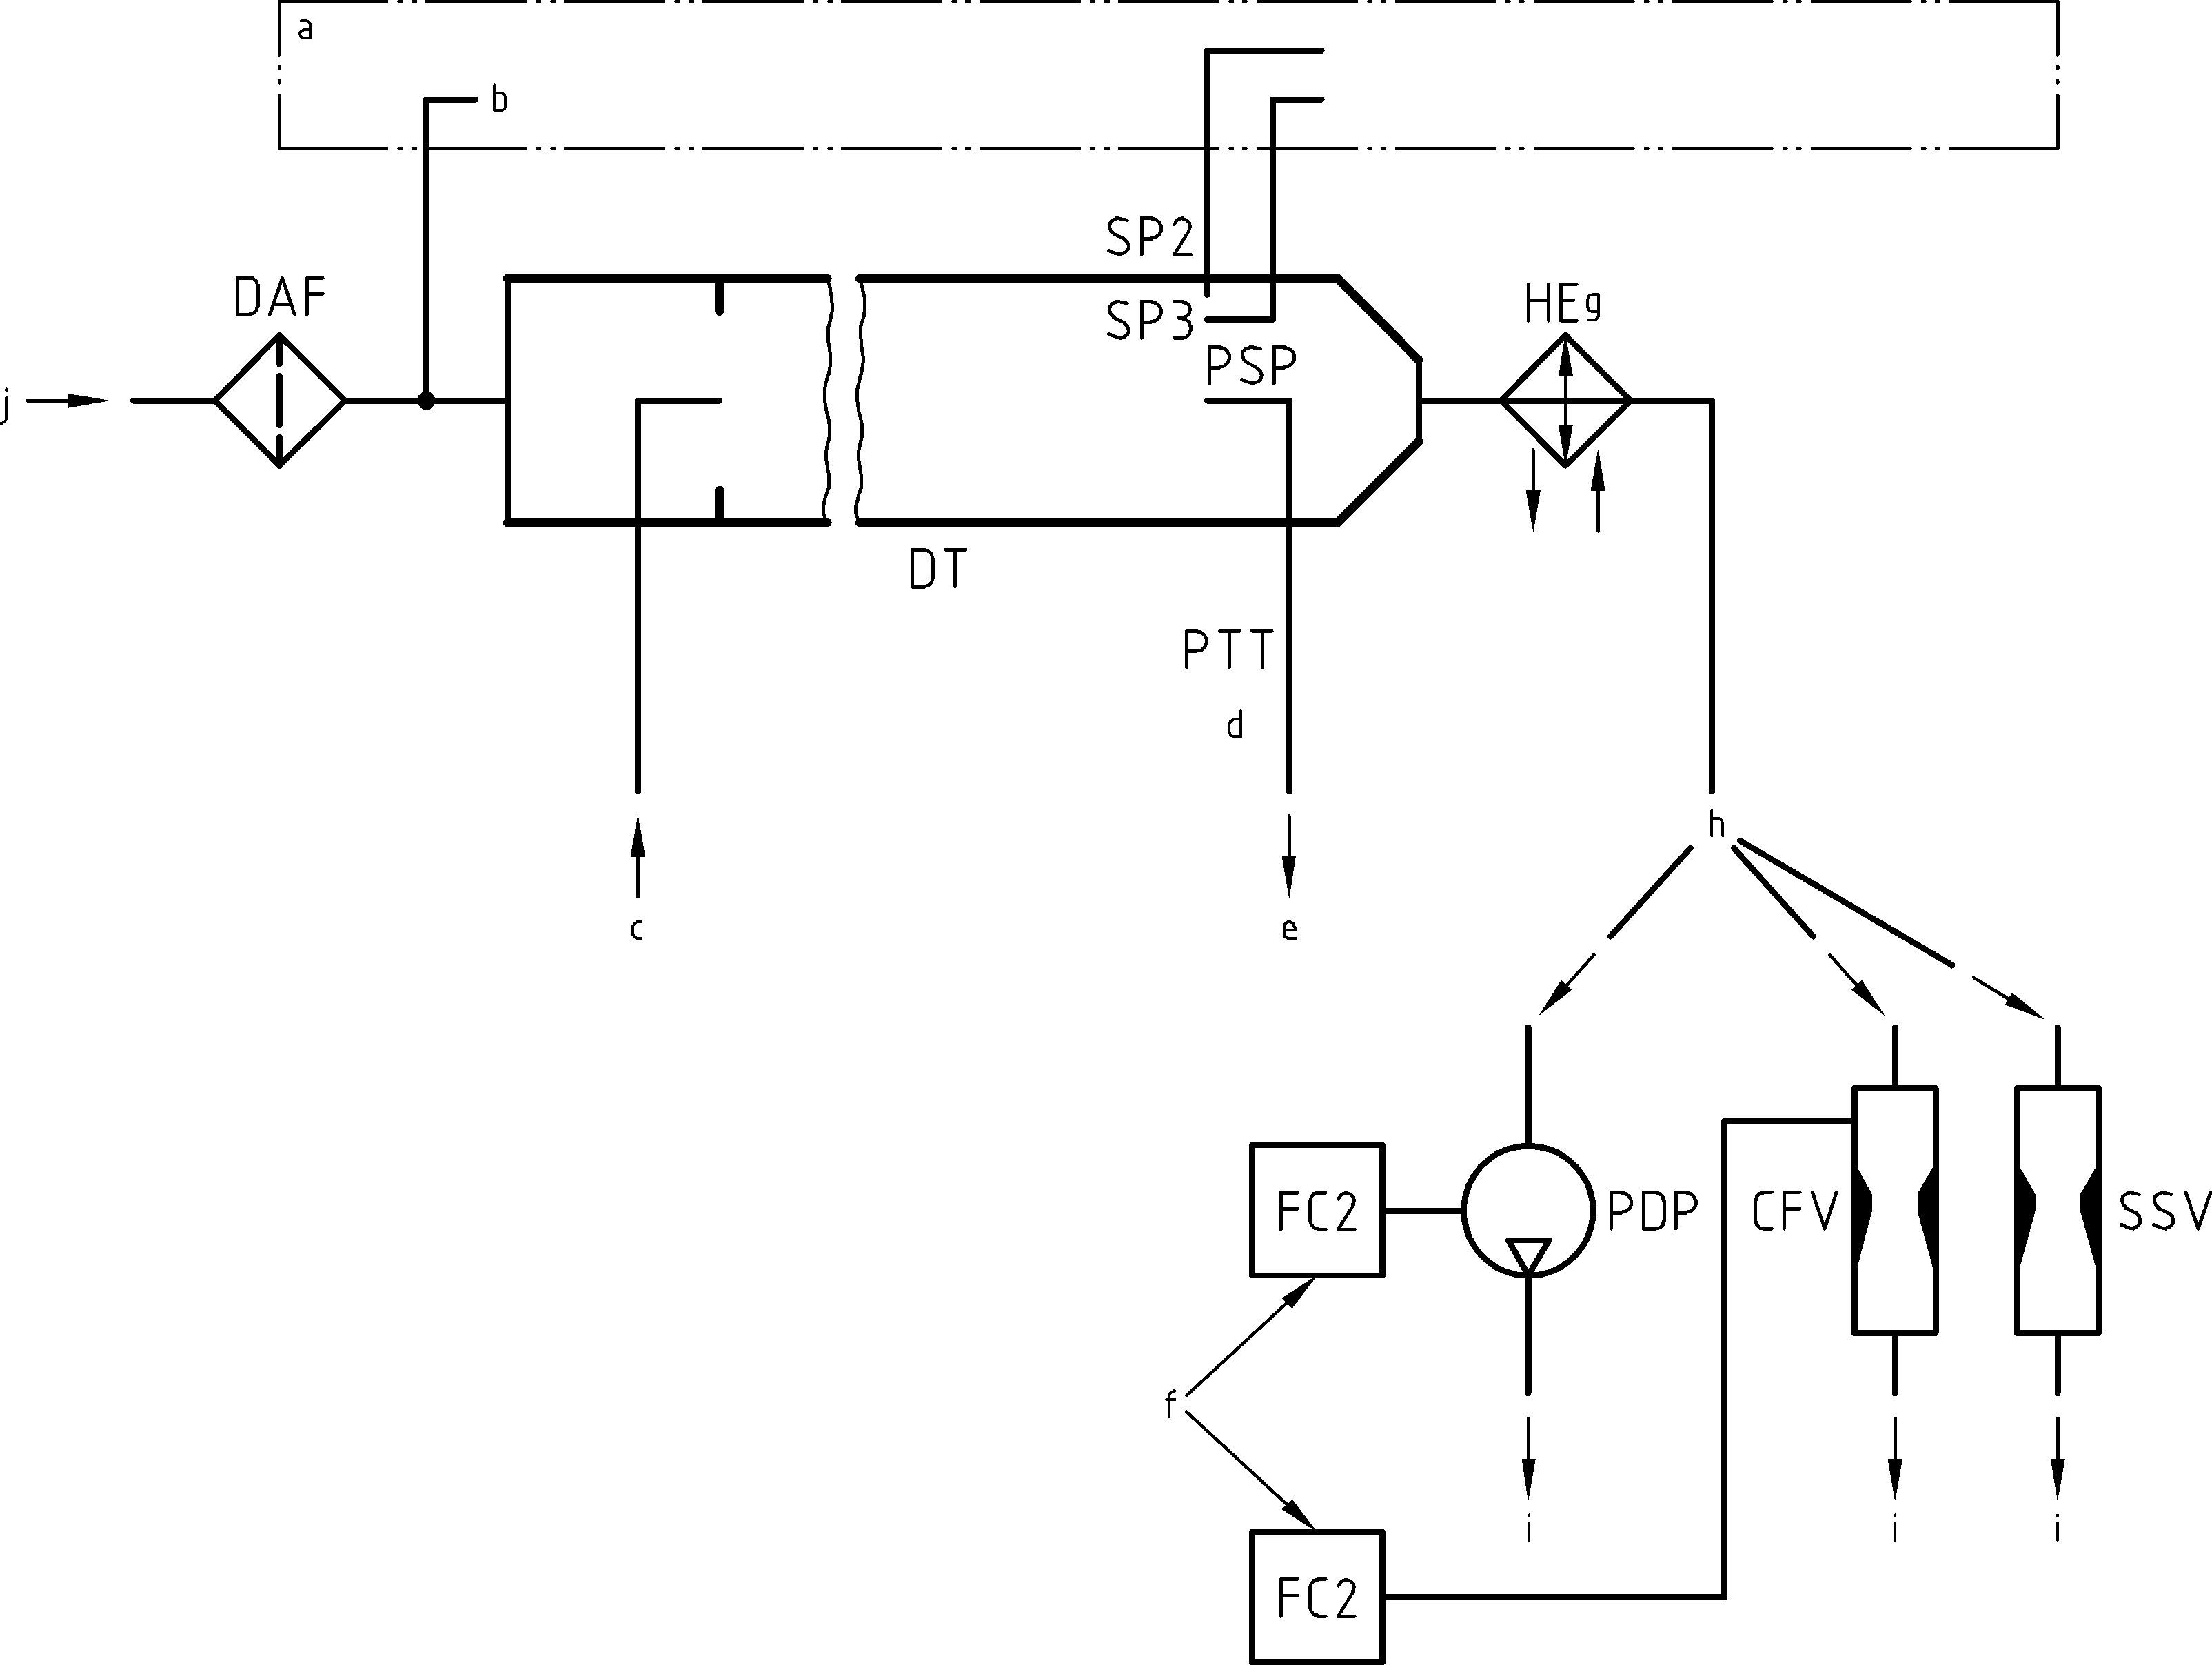 a
b
SP2
DAF
SP3
HEg
PSP
j
DT
PTT
d
h
c
e
FC2
PDP
CFV
SSV
f
i
i
i
FC2